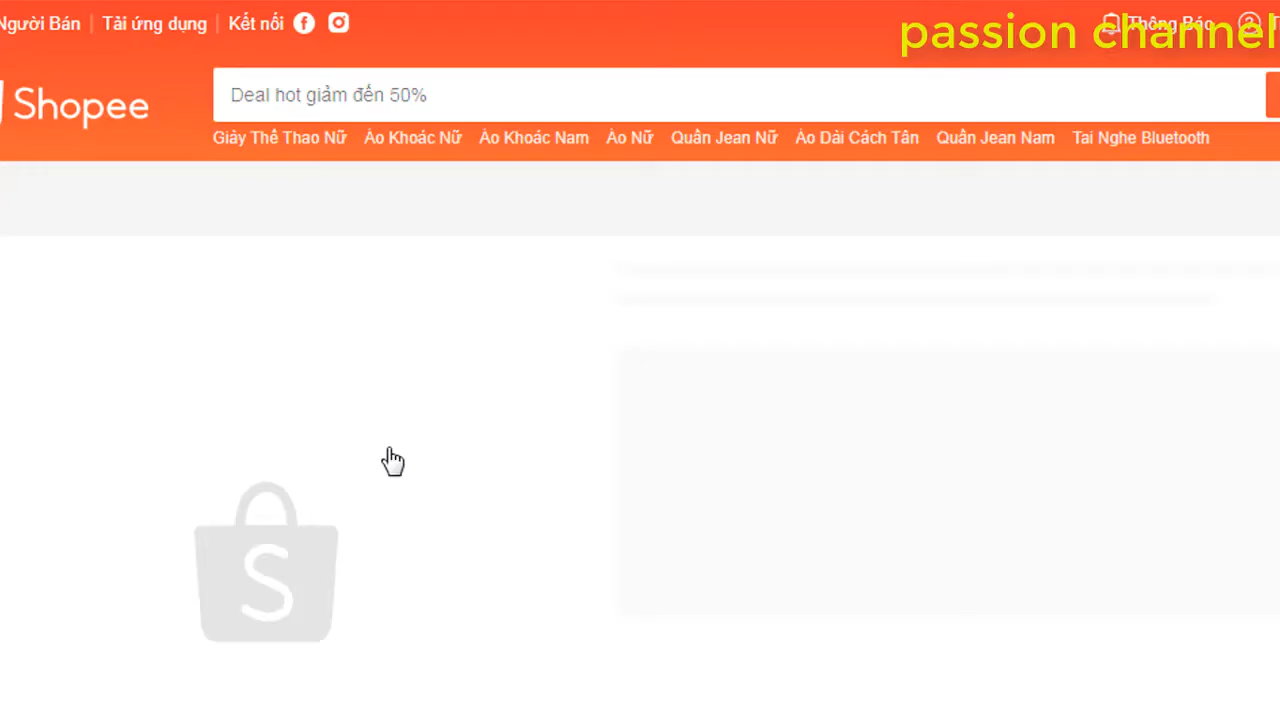 Người Bán Tải ứng dụng Kết nối
Thông Báo
passion channel
Shopee
Deal hot giảm đến 50%
Giày Thể Thao Nữ Áo Khoác Nữ Áo Khoác Nam Áo Nữ Quần Jean Nữ Áo Dài Cách Tân Quần Jean Nam Tai Nghe Bluetooth
S